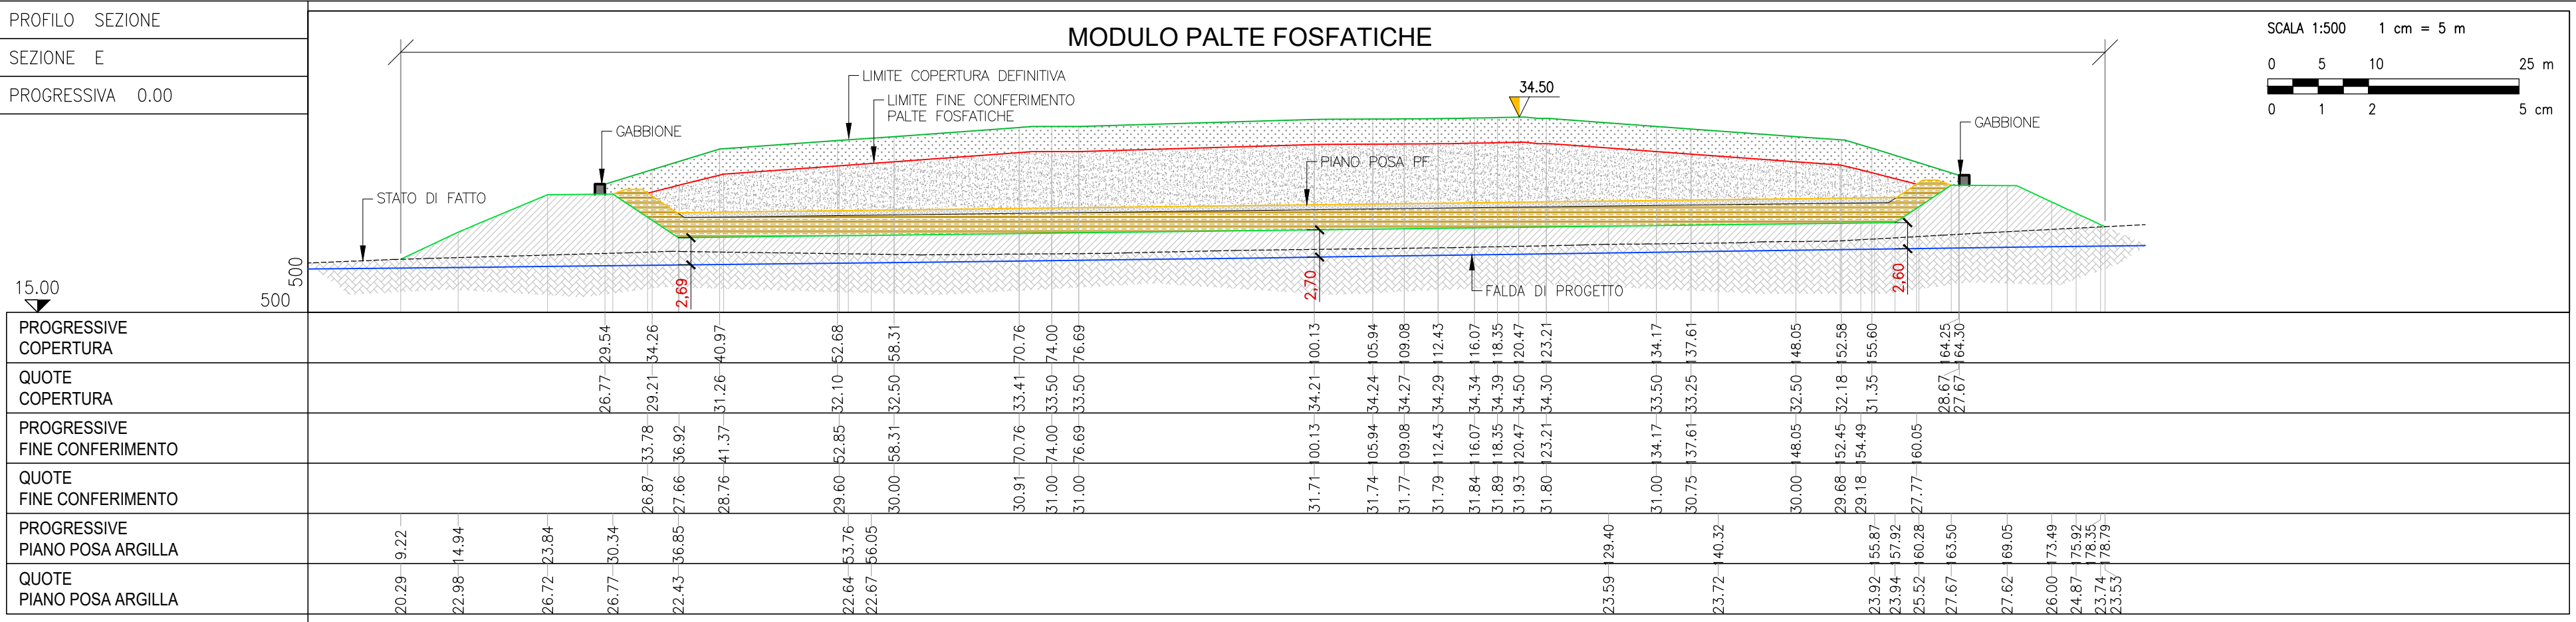 PROFILO SEZIONE
SEZIONE E
PROGRESSIVA 0.00
MODULO PALTE FOSFATICHE
SCALA 1:500 1 cm = 5 m
0 5 10 25 m
0 1 2 5 cm
LIMITE COPERTURA DEFINITIVA
LIMITE FINE CONFERIMENTO
PALTE FOSFATICHE
34.50
GABBIONE
GABBIONE
PIANO POSA PF
STATO DI FATTO
FALDA DI PROGETTO
2,69
2,70
2,60
15.00
500
500
PROGRESSIVE
COPERTURA
29.54 34.26 40.97 52.68 58.31 70.76 74.00 76.69 100.13 105.94 109.08 112.43 116.07 118.35 120.47 123.21 134.17 137.61 148.05 152.58 155.60 164.25 164.30
QUOTE
COPERTURA
26.77 29.21 31.26 32.10 32.50 33.41 33.50 33.50 34.21 34.24 34.27 34.29 34.34 34.39 34.50 34.30 33.50 33.25 32.50 32.18 31.35 28.67 27.67
PROGRESSIVE
FINE CONFERIMENTO
33.78 36.92 41.37 52.85 58.31 70.76 74.00 76.69 100.13 105.94 109.08 112.43 116.07 118.35 120.47 123.21 134.17 137.61 148.05 152.45 154.49 160.05
QUOTE
FINE CONFERIMENTO
26.87 27.66 28.76 29.60 30.00 30.91 31.00 31.00 31.71 31.74 31.77 31.79 31.84 31.89 31.93 31.80 31.00 30.75 30.00 29.68 29.18 27.77
PROGRESSIVE
PIANO POSA ARGILLA
9.22 14.94 23.84 30.34 36.85 53.76 56.05 129.40 140.32 155.87 157.92 160.28 163.50 169.05 173.49 175.92 178.35 178.79
QUOTE
PIANO POSA ARGILLA
20.29 22.98 26.72 26.77 22.43 22.64 22.67 23.59 23.72 23.92 23.94 25.52 27.67 27.62 26.00 24.87 23.74 23.53